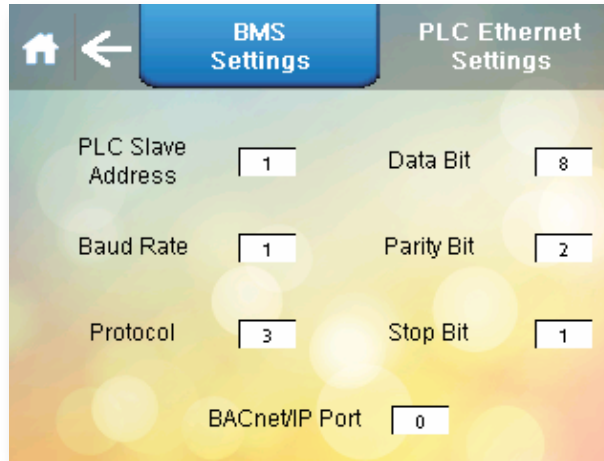 BMS
Settings
PLC Ethernet
Settings
PLC Slave
Address
1
Data Bit
8
Baud Rate
1
Parity Bit
2
Protocol
3
Stop Bit
1
BACnet/IP Port
0